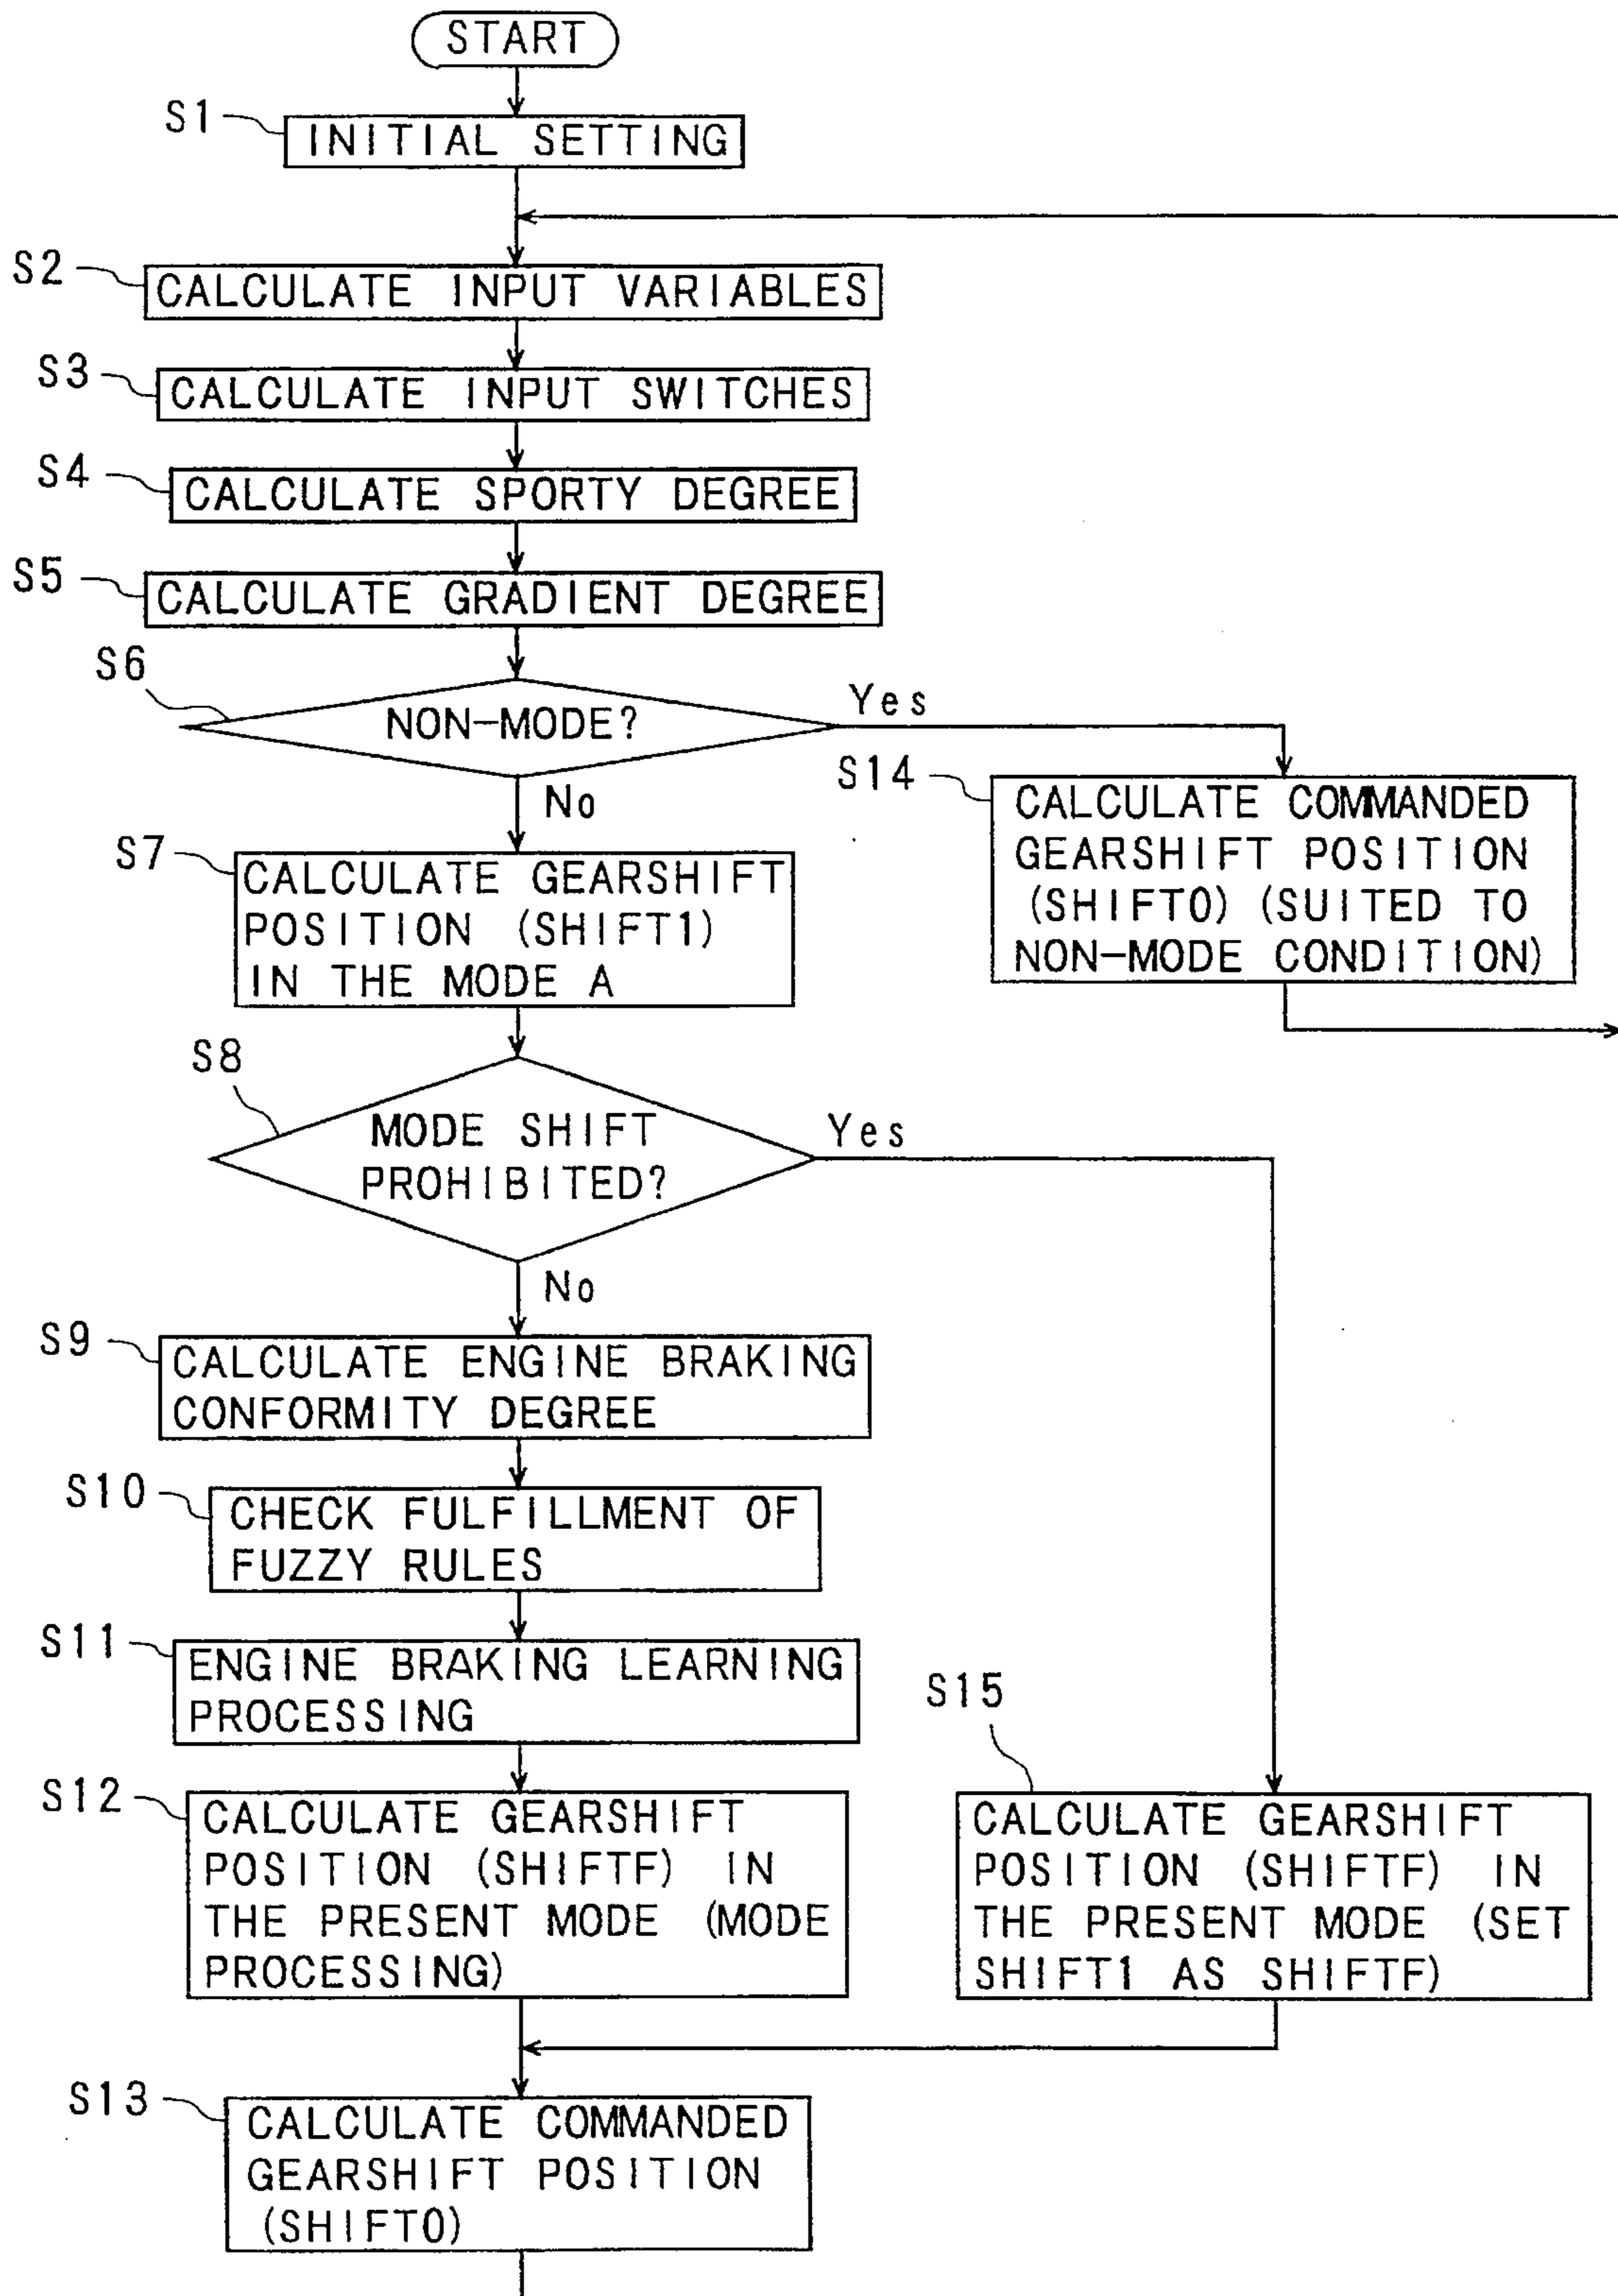 START
S1
INITIAL SETTING
S2
CALCULATE INPUT VARIABLES
S3
CALCULATE INPUT SWITCHES
S4
CALCULATE SPORTY DEGREE
S5
CALCULATE GRADIENT DEGREE
S6
NON-MODE?
Yes
No
S14
CALCULATE COMMANDED
GEARSHIFT POSITION
(SHIFT0) (SUITED TO
NON-MODE CONDITION)
S7
CALCULATE GEARSHIFT
POSITION (SHIFT1)
IN THE MODE A
S8
MODE SHIFT
PROHIBITED?
Yes
No
S9
CALCULATE ENGINE BRAKING
CONFORMITY DEGREE
S10
CHECK FULFILLMENT OF
FUZZY RULES
S11
ENGINE BRAKING LEARNING
PROCESSING
S12
CALCULATE GEARSHIFT
POSITION (SHIFTF) IN
THE PRESENT MODE (MODE
PROCESSING)
S15
CALCULATE GEARSHIFT
POSITION (SHIFTF) IN
THE PRESENT MODE (SET
SHIFT1 AS SHIFTF)
S13
CALCULATE COMMANDED
GEARSHIFT POSITION
(SHIFT0)